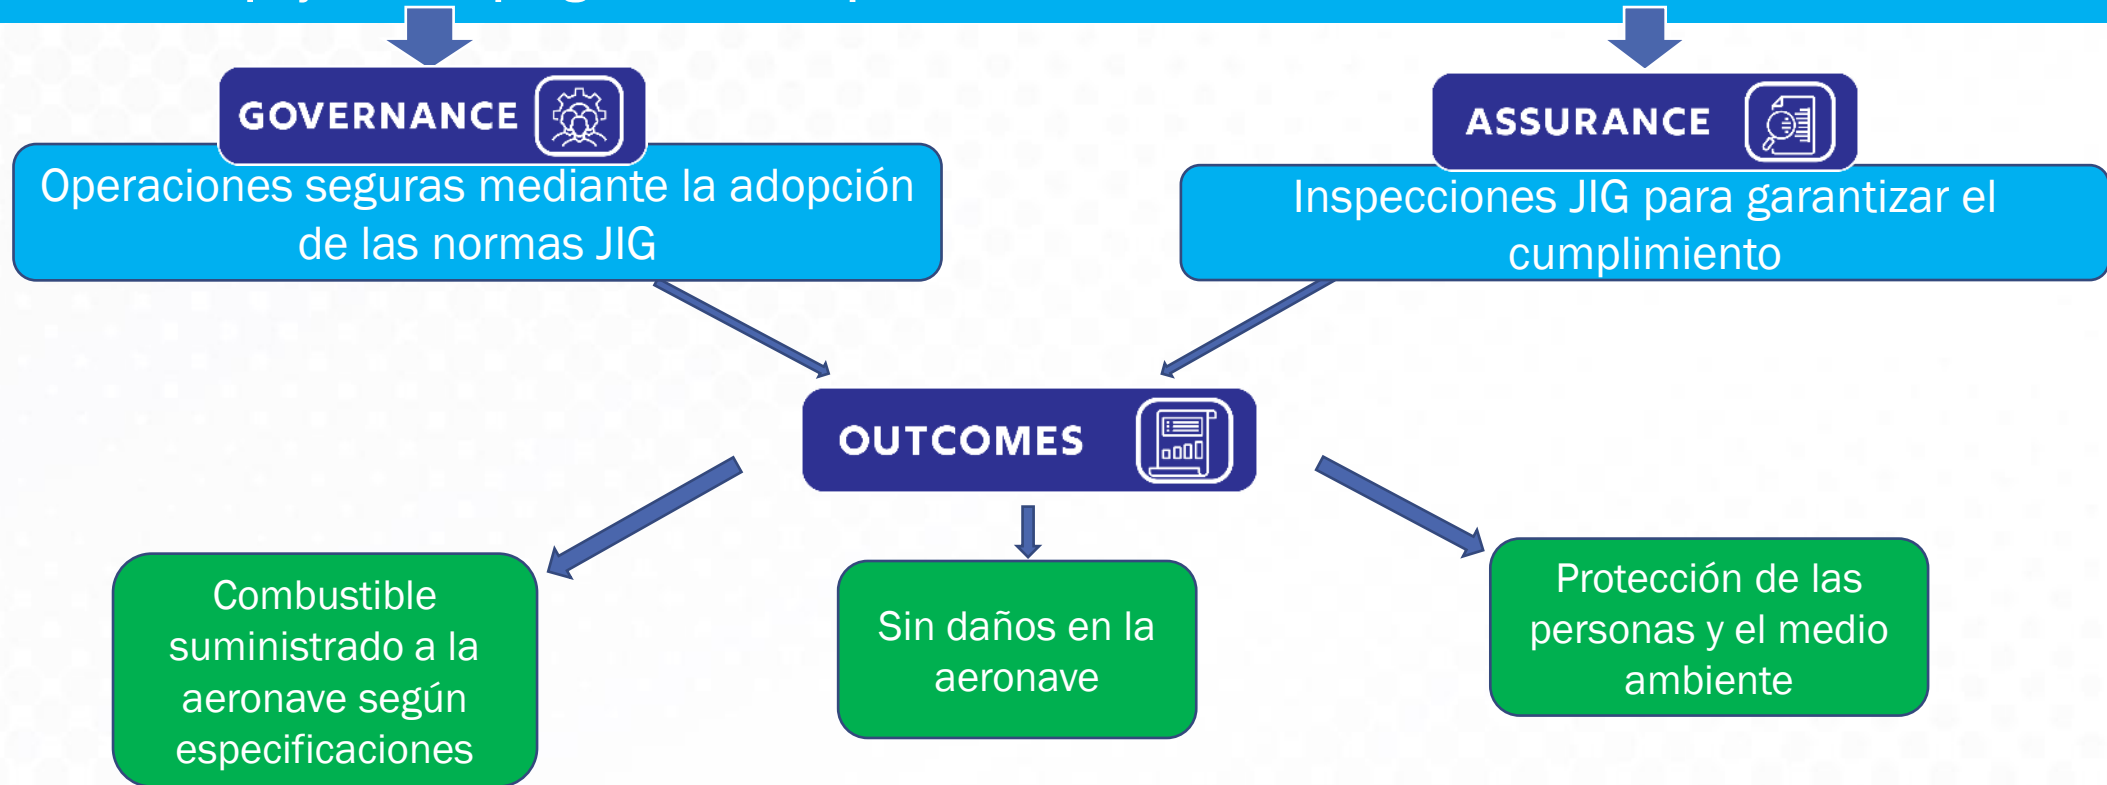 GOVERNANCE
ASSURANCE
Operaciones seguras mediante la adopción
de las normas JIG
Inspecciones JIG para garantizar el
cumplimiento
OUTCOMES
Combustible
suministrado a la
aeronave según
especificaciones
Sin daños en la
aeronave
Protección de las
personas y el medio
ambiente